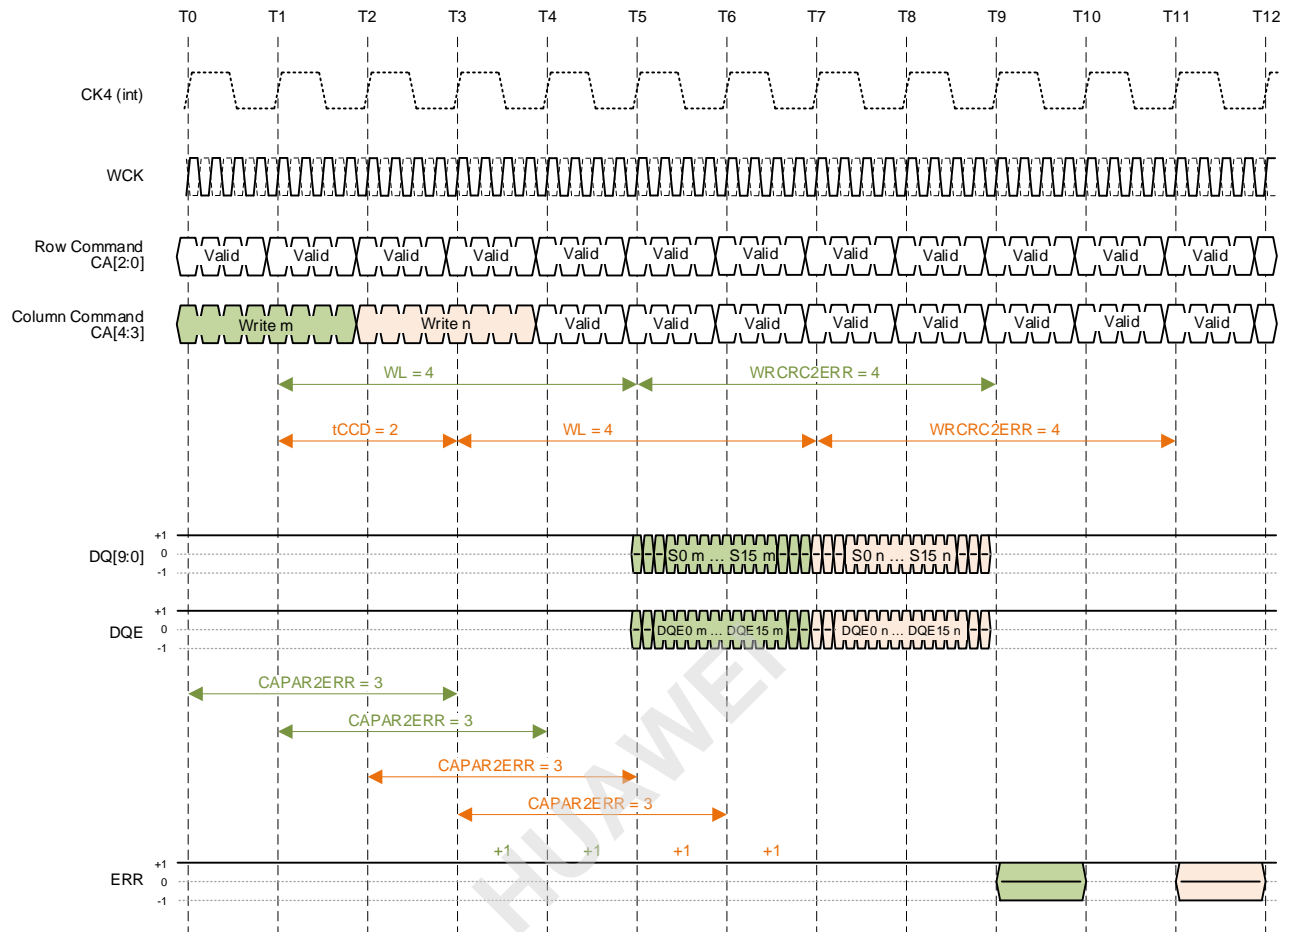 T0 T1 T2 T3 T4 T5 T6 T7 T8 T9 T10 T11 T12
CK4 (int)
WCK
Row Command
CA[2:0]
Valid Valid Valid Valid Valid Valid Valid Valid Valid Valid Valid Valid
Column Command
CA[4:3]
Write m Write n Valid Valid Valid Valid Valid Valid Valid Valid
WL = 4 WRCRC2ERR = 4
tCCD = 2 WL = 4 WRCRC2ERR = 4
+1
DQ[9:0] 0 S0 m ... S15 m S0 n ... S15 n
-1
+1
DQE 0 DQE0 m ... DQE15 m DQE0 n ... DQE15 n
-1
CAPAR2ERR = 3
CAPAR2ERR = 3
CAPAR2ERR = 3
CAPAR2ERR = 3
+1 +1 +1 +1
+1
ERR 0
-1
HUAWEI